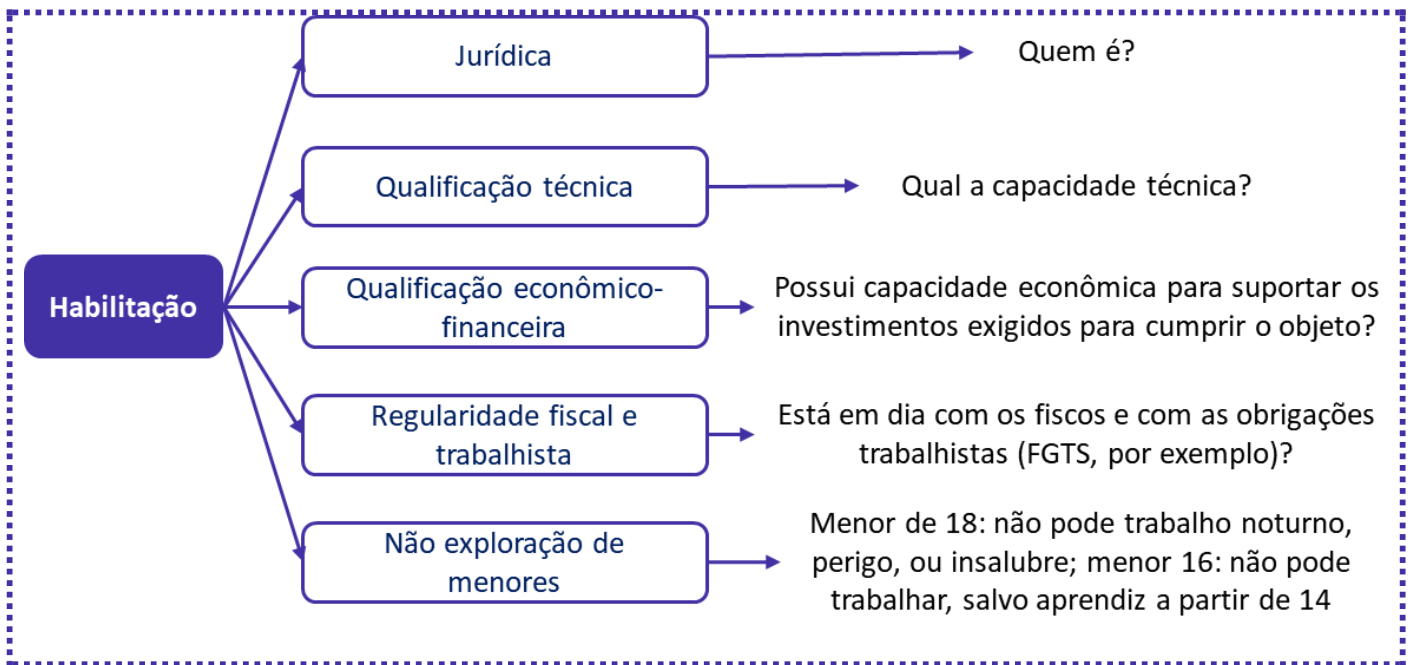 Jurídica
Quem é?
Qualificação técnica
Qual a capacidade técnica?
Habilitação
Qualificação econômico-
financeira
Possui capacidade econômica para suportar os
investimentos exigidos para cumprir o objeto?
Regularidade fiscal e
trabalhista
Está em dia com os fiscos e com as obrigações
trabalhistas (FGTS, por exemplo)?
Não exploração de
menores
Menor de 18: não pode trabalho noturno,
perigo, ou insalubre; menor 16: não pode
trabalhar, salvo aprendiz a partir de 14